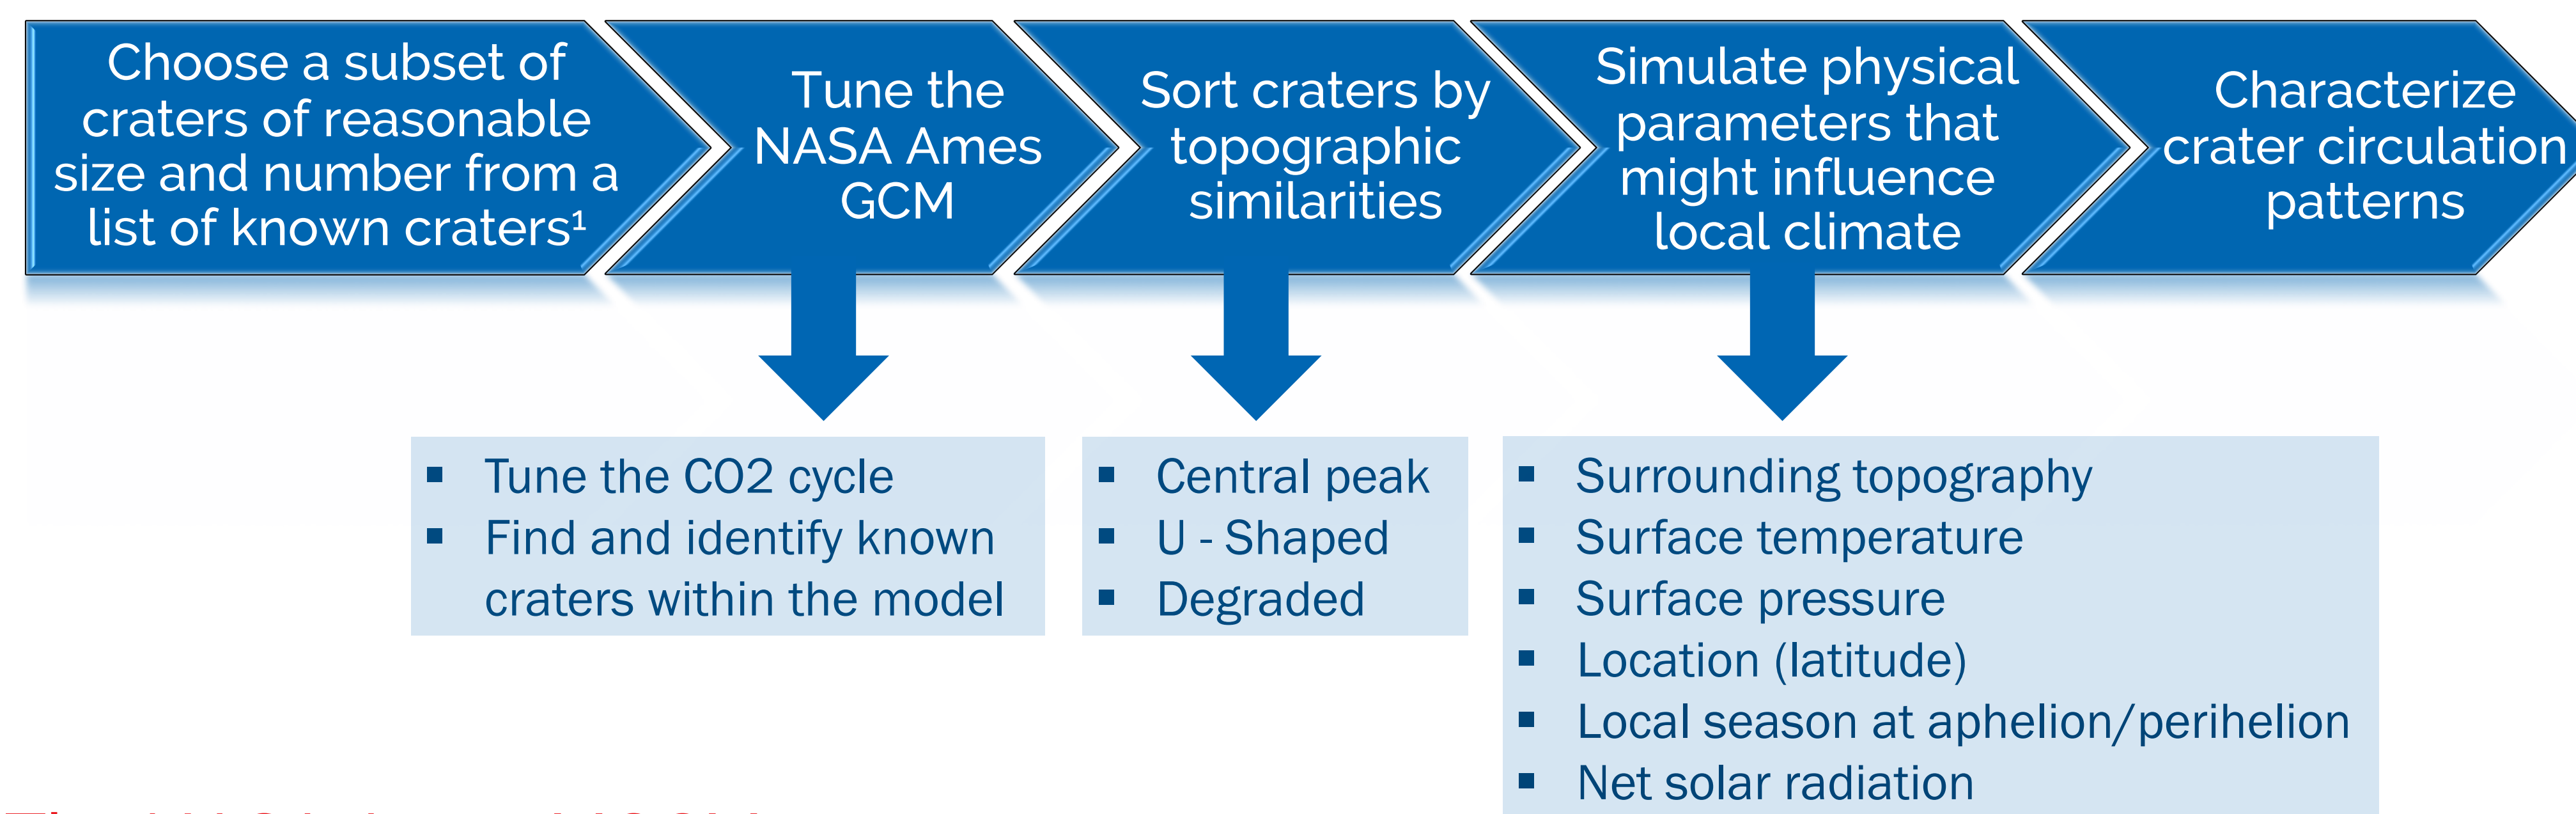 Choose a subset of
craters of reasonable
size and number from a
list of known craters¹
Tune the
NASA Ames
GCM
Sort craters by
topographic
similarities
Simulate physical
parameters that
might influence
local climate
Characterize
crater circulation
patterns
▪ Tune the CO2 cycle
▪ Find and identify known
craters within the model
▪ Central peak
▪ U - Shaped
▪ Degraded
▪ Surrounding topography
▪ Surface temperature
▪ Surface pressure
▪ Location (latitude)
▪ Local season at aphelion/perihelion
▪ Net solar radiation